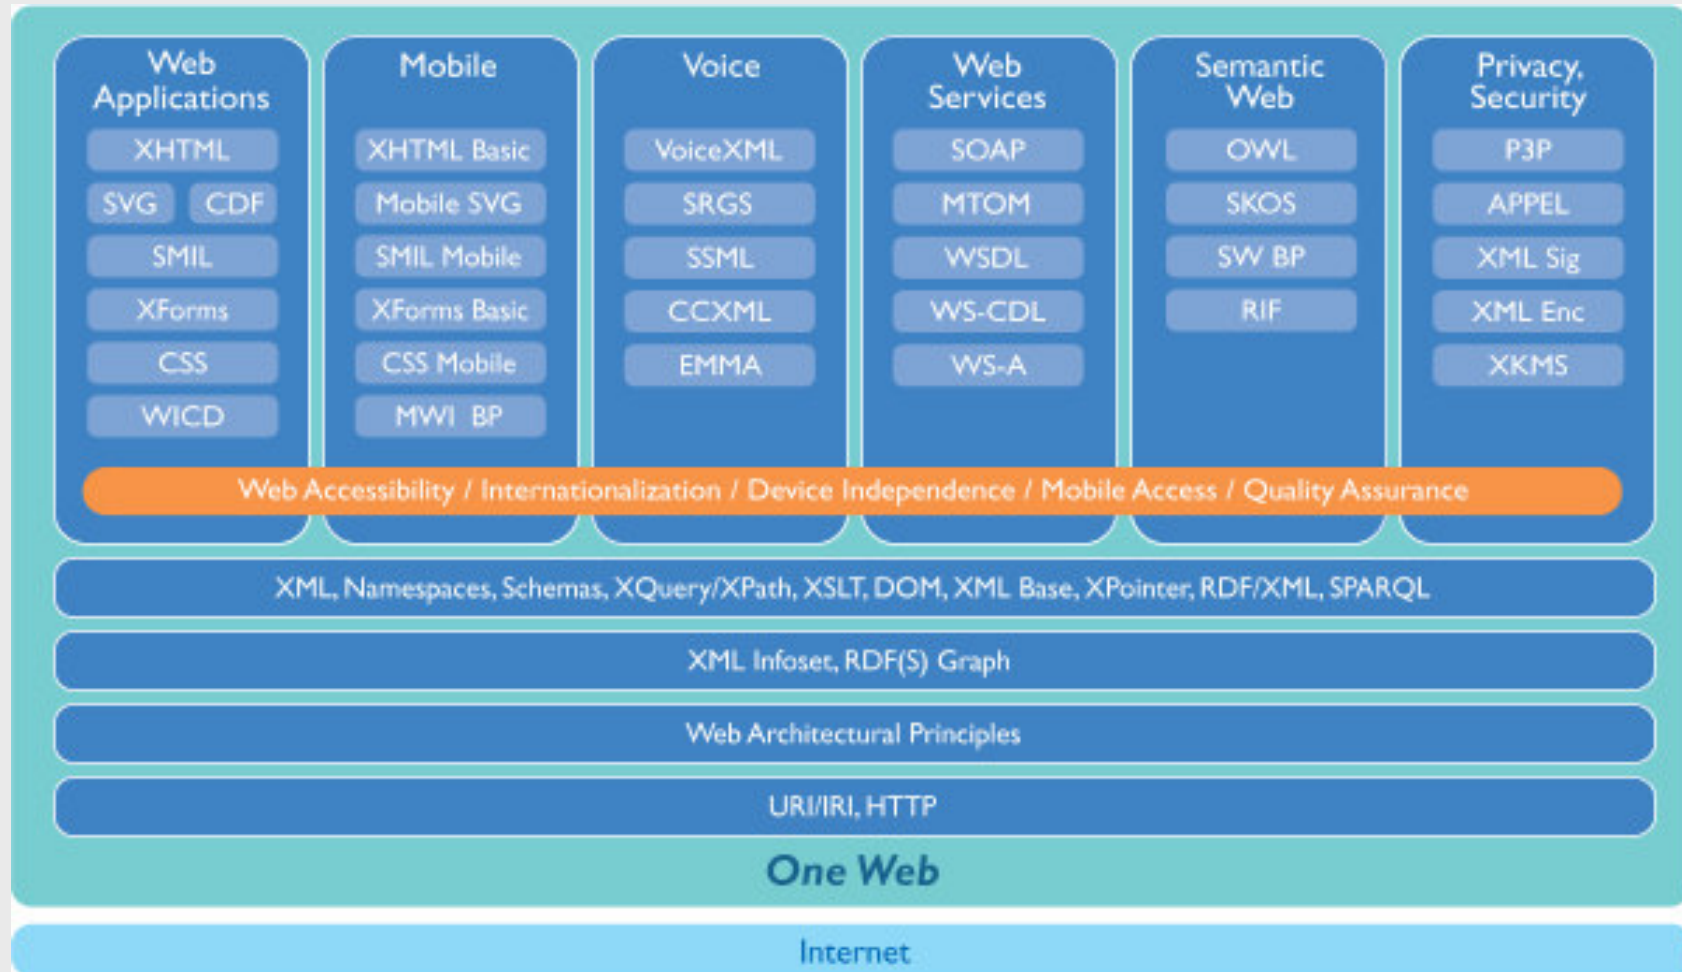 Web
Applications
XHTML
SVG CDF
SMIL
XForms
CSS
WICD
Mobile
XHTML Basic
Mobile SVG
SMIL Mobile
XForms Basic
CSS Mobile
MWI BP
Voice
VoiceXML
SRGS
SSML
CCXML
EMMA
Web
Services
SOAP
MTOM
WSDL
WS-CDL
WS-A
Semantic
Web
OWL
SKOS
SW BP
RIF
Privacy,
Security
P3P
APPEL
XML Sig
XML Enc
XKMS
Web Accessibility / Internationalization / Device Independence / Mobile Access / Quality Assurance
XML, Namespaces, Schemas, XQuery/XPath, XSLT, DOM, XML Base, XPointer, RDF/XML, SPARQL
XML Infoset, RDF(S) Graph
Web Architectural Principles
URI/IRI, HTTP
One Web
Internet